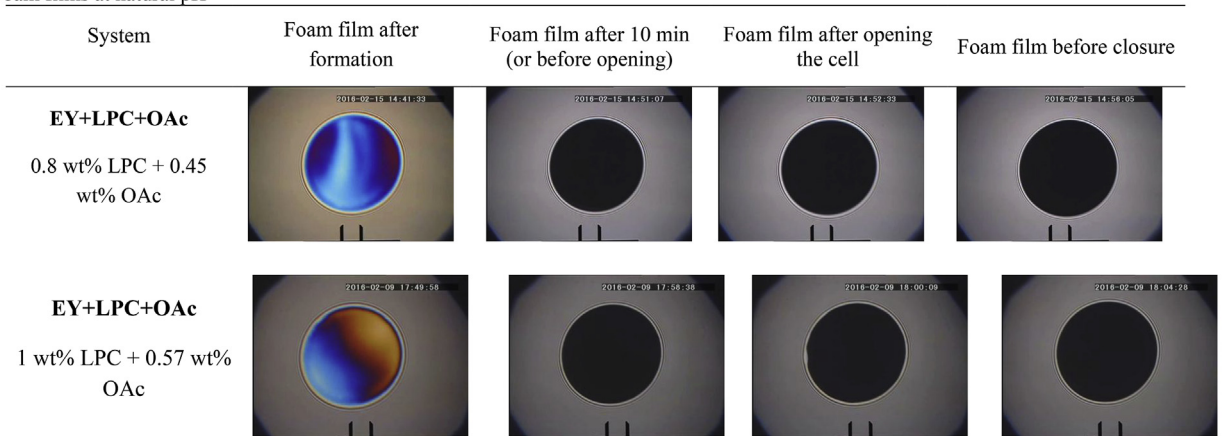 System
Foam film after formation
Foam film after 10 min (or before opening)
Foam film after opening the cell
Foam film before closure
EY+LPC+OAc
0.8 wt% LPC + 0.45
wt% OAc
2016-02-15 14:41:33
2016-02-15 14:51:07
2016-02-15 14:52:33
2016-02-15 14:56:05
EY+LPC+OAc
1 wt% LPC + 0.57 wt%
OAc
2016-02-09 17:49:58
2016-02-09 17:58:38
2016-02-09 18:00:09
2016-02-09 18:04:28